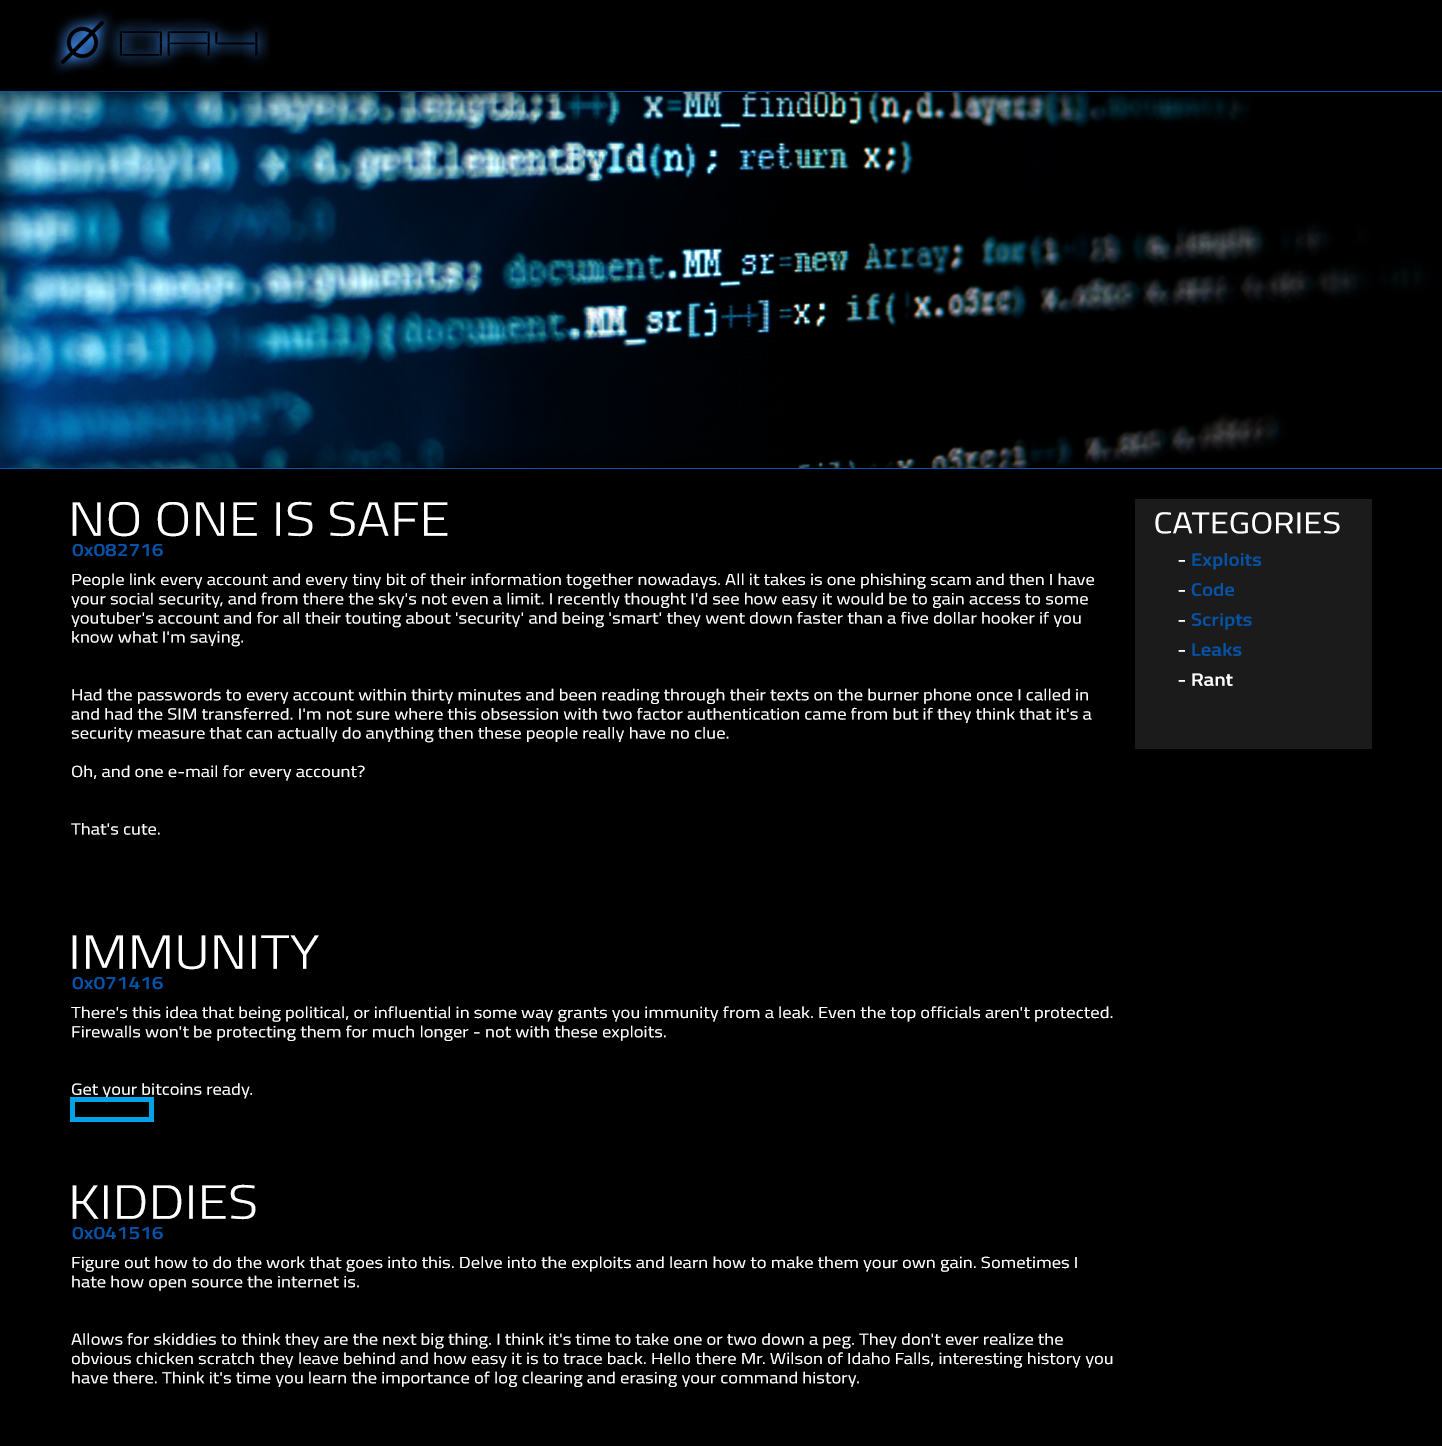 Ø DAY
x=MM_findObj(n,d.layers[i].document);
d.getElementById(n); return x;}
arguments; document.MM_sr=new Array; for(i
null){document.MM_sr[j++]=x; if(!x.oSrc) x.oSrc
x.oSrc;i++) x.src
NO ONE IS SAFE
0x082716
People link every account and every tiny bit of their information together nowadays. All it takes is one phishing scam and then I have
your social security, and from there the sky's not even a limit. I recently thought I'd see how easy it would be to gain access to some
youtuber's account and for all their touting about 'security' and being 'smart' they went down faster than a five dollar hooker if you
know what I'm saying.
Had the passwords to every account within thirty minutes and been reading through their texts on the burner phone once I called in
and had the SIM transferred. I'm not sure where this obsession with two factor authentication came from but if they think that it's a
security measure that can actually do anything then these people really have no clue.
Oh, and one e-mail for every account?
That's cute.
CATEGORIES
- Exploits
- Code
- Scripts
- Leaks
- Rant
IMMUNITY
0x071416
There's this idea that being political, or influential in some way grants you immunity from a leak. Even the top officials aren't protected.
Firewalls won't be protecting them for much longer - not with these exploits.
Get your bitcoins ready.
KIDDIES
0x041516
Figure out how to do the work that goes into this. Delve into the exploits and learn how to make them your own gain. Sometimes I
hate how open source the internet is.
Allows for skiddies to think they are the next big thing. I think it's time to take one or two down a peg. They don't ever realize the
obvious chicken scratch they leave behind and how easy it is to trace back. Hello there Mr. Wilson of Idaho Falls, interesting history you
have there. Think it's time you learn the importance of log clearing and erasing your command history.